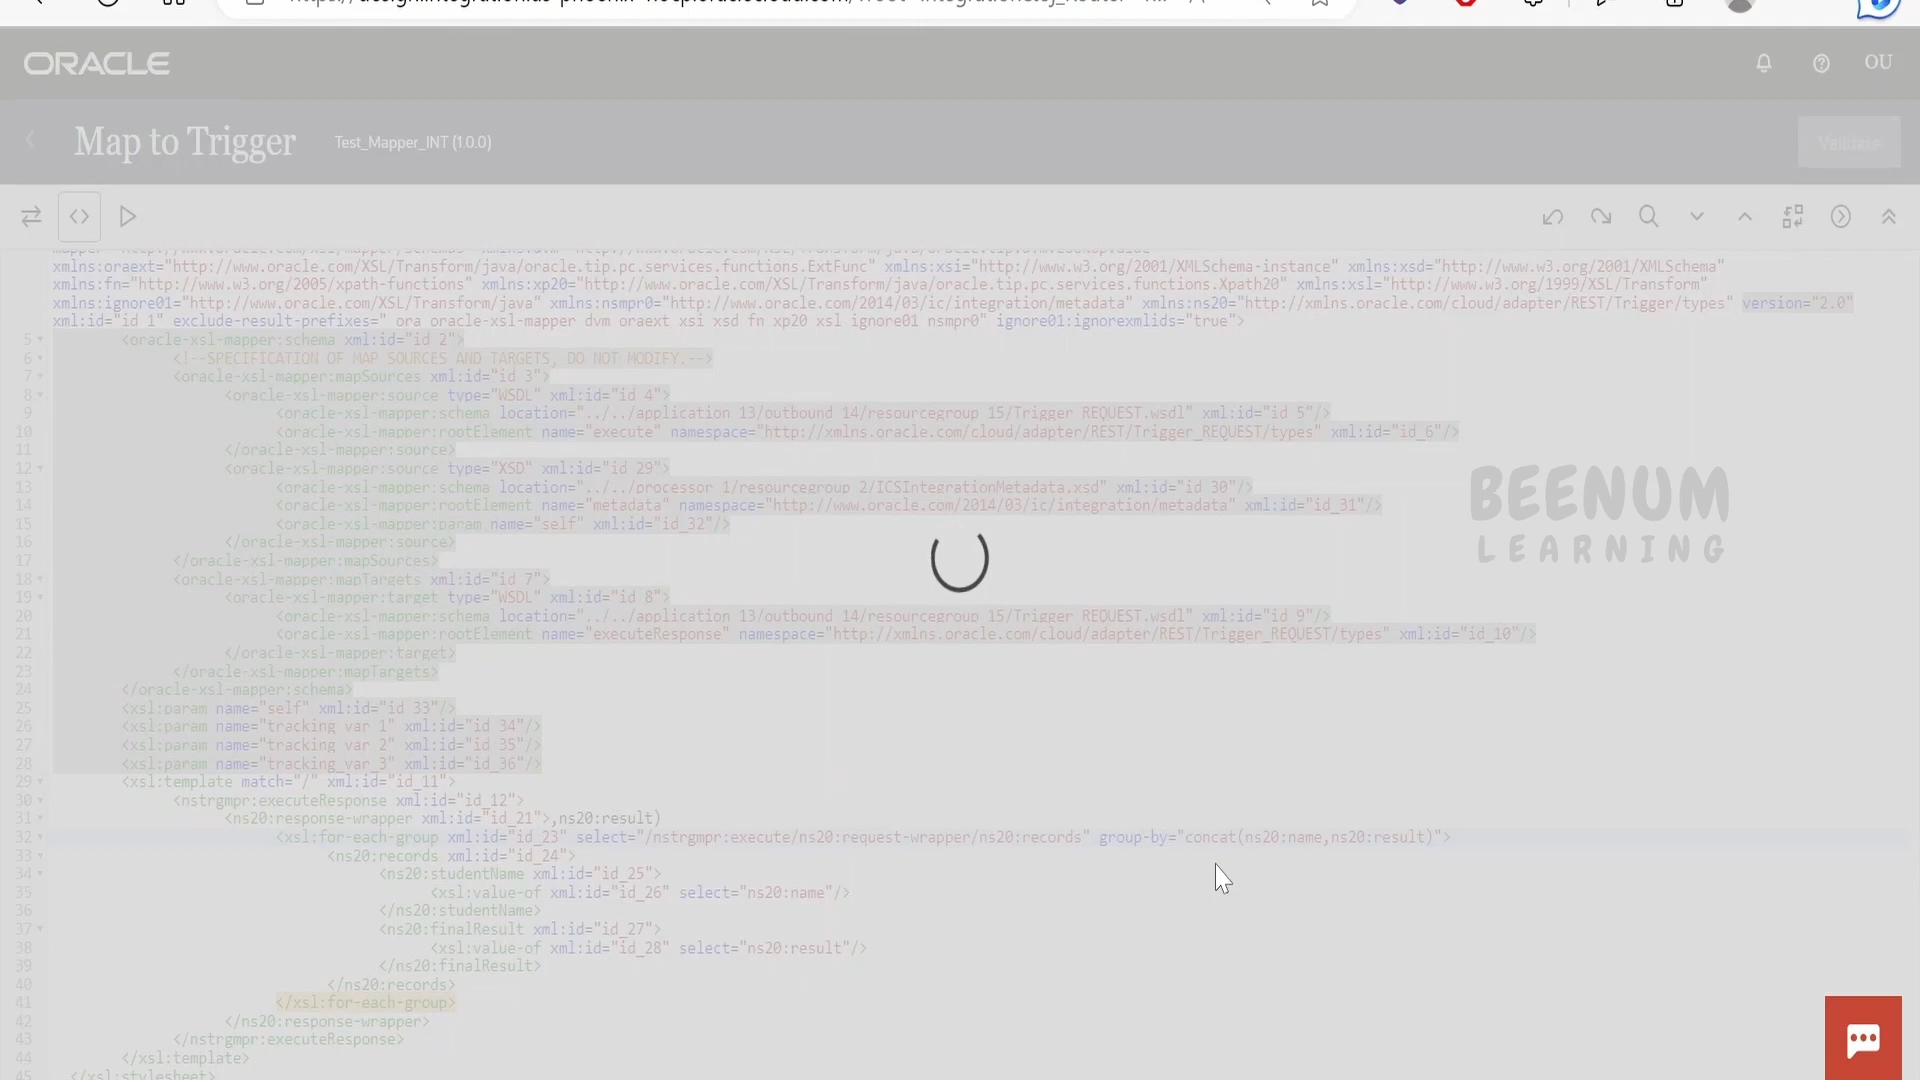 ORACLE
OU
Map to Trigger
Test_Mapper_INT (1.0.0)
Validate
xmlns:oraext="http://www.oracle.com/XSL/Transform/java/oracle.tip.pc.services.functions.ExtFunc" xmlns:xsi="http://www.w3.org/2001/XMLSchema-instance" xmlns:xsd="http://www.w3.org/2001/XMLSchema"
xmlns:fn="http://www.w3.org/2005/xpath-functions" xmlns:xp20="http://www.oracle.com/XSL/Transform/java/oracle.tip.pc.services.functions.Xpath20" xmlns:xsl="http://www.w3.org/1999/XSL/Transform"
xmlns:ignore01="http://www.oracle.com/XSL/Transform/java" xmlns:nsmpr0="http://www.oracle.com/2014/03/ic/integration/metadata" xmlns:ns20="http://xmlns.oracle.com/cloud/adapter/REST/Trigger/types" version="2.0"
xml:id="id_1" exclude-result-prefixes=" ora oracle-xsl-mapper dvm oraext xsi xsd fn xp20 xsl ignore01 nsmpr0" ignore01:ignorexmlids="true">
5 <oracle-xsl-mapper:schema xml:id="id_2">
6 <!--SPECIFICATION OF MAP SOURCES AND TARGETS, DO NOT MODIFY.-->
7 <oracle-xsl-mapper:mapSources xml:id="id_3">
8 <oracle-xsl-mapper:source type="WSDL" xml:id="id_4">
9 <oracle-xsl-mapper:schema location="../../application_13/outbound_14/resourcegroup_15/Trigger_REQUEST.wsdl" xml:id="id_5"/>
10 <oracle-xsl-mapper:rootElement name="execute" namespace="http://xmlns.oracle.com/cloud/adapter/REST/Trigger_REQUEST/types" xml:id="id_6"/>
11 </oracle-xsl-mapper:source>
12 <oracle-xsl-mapper:source type="XSD" xml:id="id_29">
13 <oracle-xsl-mapper:schema location="../../processor_1/resourcegroup_2/ICSIntegrationMetadata.xsd" xml:id="id_30"/>
14 <oracle-xsl-mapper:rootElement name="metadata" namespace="http://www.oracle.com/2014/03/ic/integration/metadata" xml:id="id_31"/>
15 <oracle-xsl-mapper:param name="self" xml:id="id_32"/>
16 </oracle-xsl-mapper:source>
17 </oracle-xsl-mapper:mapSources>
18 <oracle-xsl-mapper:mapTargets xml:id="id_7">
19 <oracle-xsl-mapper:target type="WSDL" xml:id="id_8">
20 <oracle-xsl-mapper:schema location="../../application_13/outbound_14/resourcegroup_15/Trigger_REQUEST.wsdl" xml:id="id_9"/>
21 <oracle-xsl-mapper:rootElement name="executeResponse" namespace="http://xmlns.oracle.com/cloud/adapter/REST/Trigger_REQUEST/types" xml:id="id_10"/>
22 </oracle-xsl-mapper:target>
23 </oracle-xsl-mapper:mapTargets>
24 </oracle-xsl-mapper:schema>
25 <xsl:param name="self" xml:id="id_33"/>
26 <xsl:param name="tracking_var_1" xml:id="id_34"/>
27 <xsl:param name="tracking_var_2" xml:id="id_35"/>
28 <xsl:param name="tracking_var_3" xml:id="id_36"/>
29 <xsl:template match="/" xml:id="id_11">
30 <nstrgmpr:executeResponse xml:id="id_12">
31 <ns20:response-wrapper xml:id="id_21">,ns20:result)
32 <xsl:for-each-group xml:id="id_23" select="/nstrgmpr:execute/ns20:request-wrapper/ns20:records" group-by="concat(ns20:name,ns20:result)">
33 <ns20:records xml:id="id_24">
34 <ns20:studentName xml:id="id_25">
35 <xsl:value-of xml:id="id_26" select="ns20:name"/>
36 </ns20:studentName>
37 <ns20:finalResult xml:id="id_27">
38 <xsl:value-of xml:id="id_28" select="ns20:result"/>
39 </ns20:finalResult>
40 </ns20:records>
41 </xsl:for-each-group>
42 </ns20:response-wrapper>
43 </nstrgmpr:executeResponse>
44 </xsl:template>
45 </xsl:stylesheet>
BEENUM
LEARNING